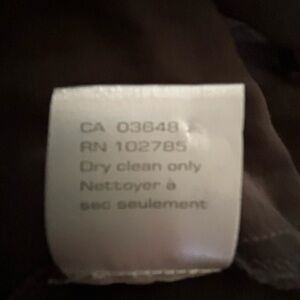 CA 03648
RN 102785
Dry clean only
Nettoyer à
sec seulement